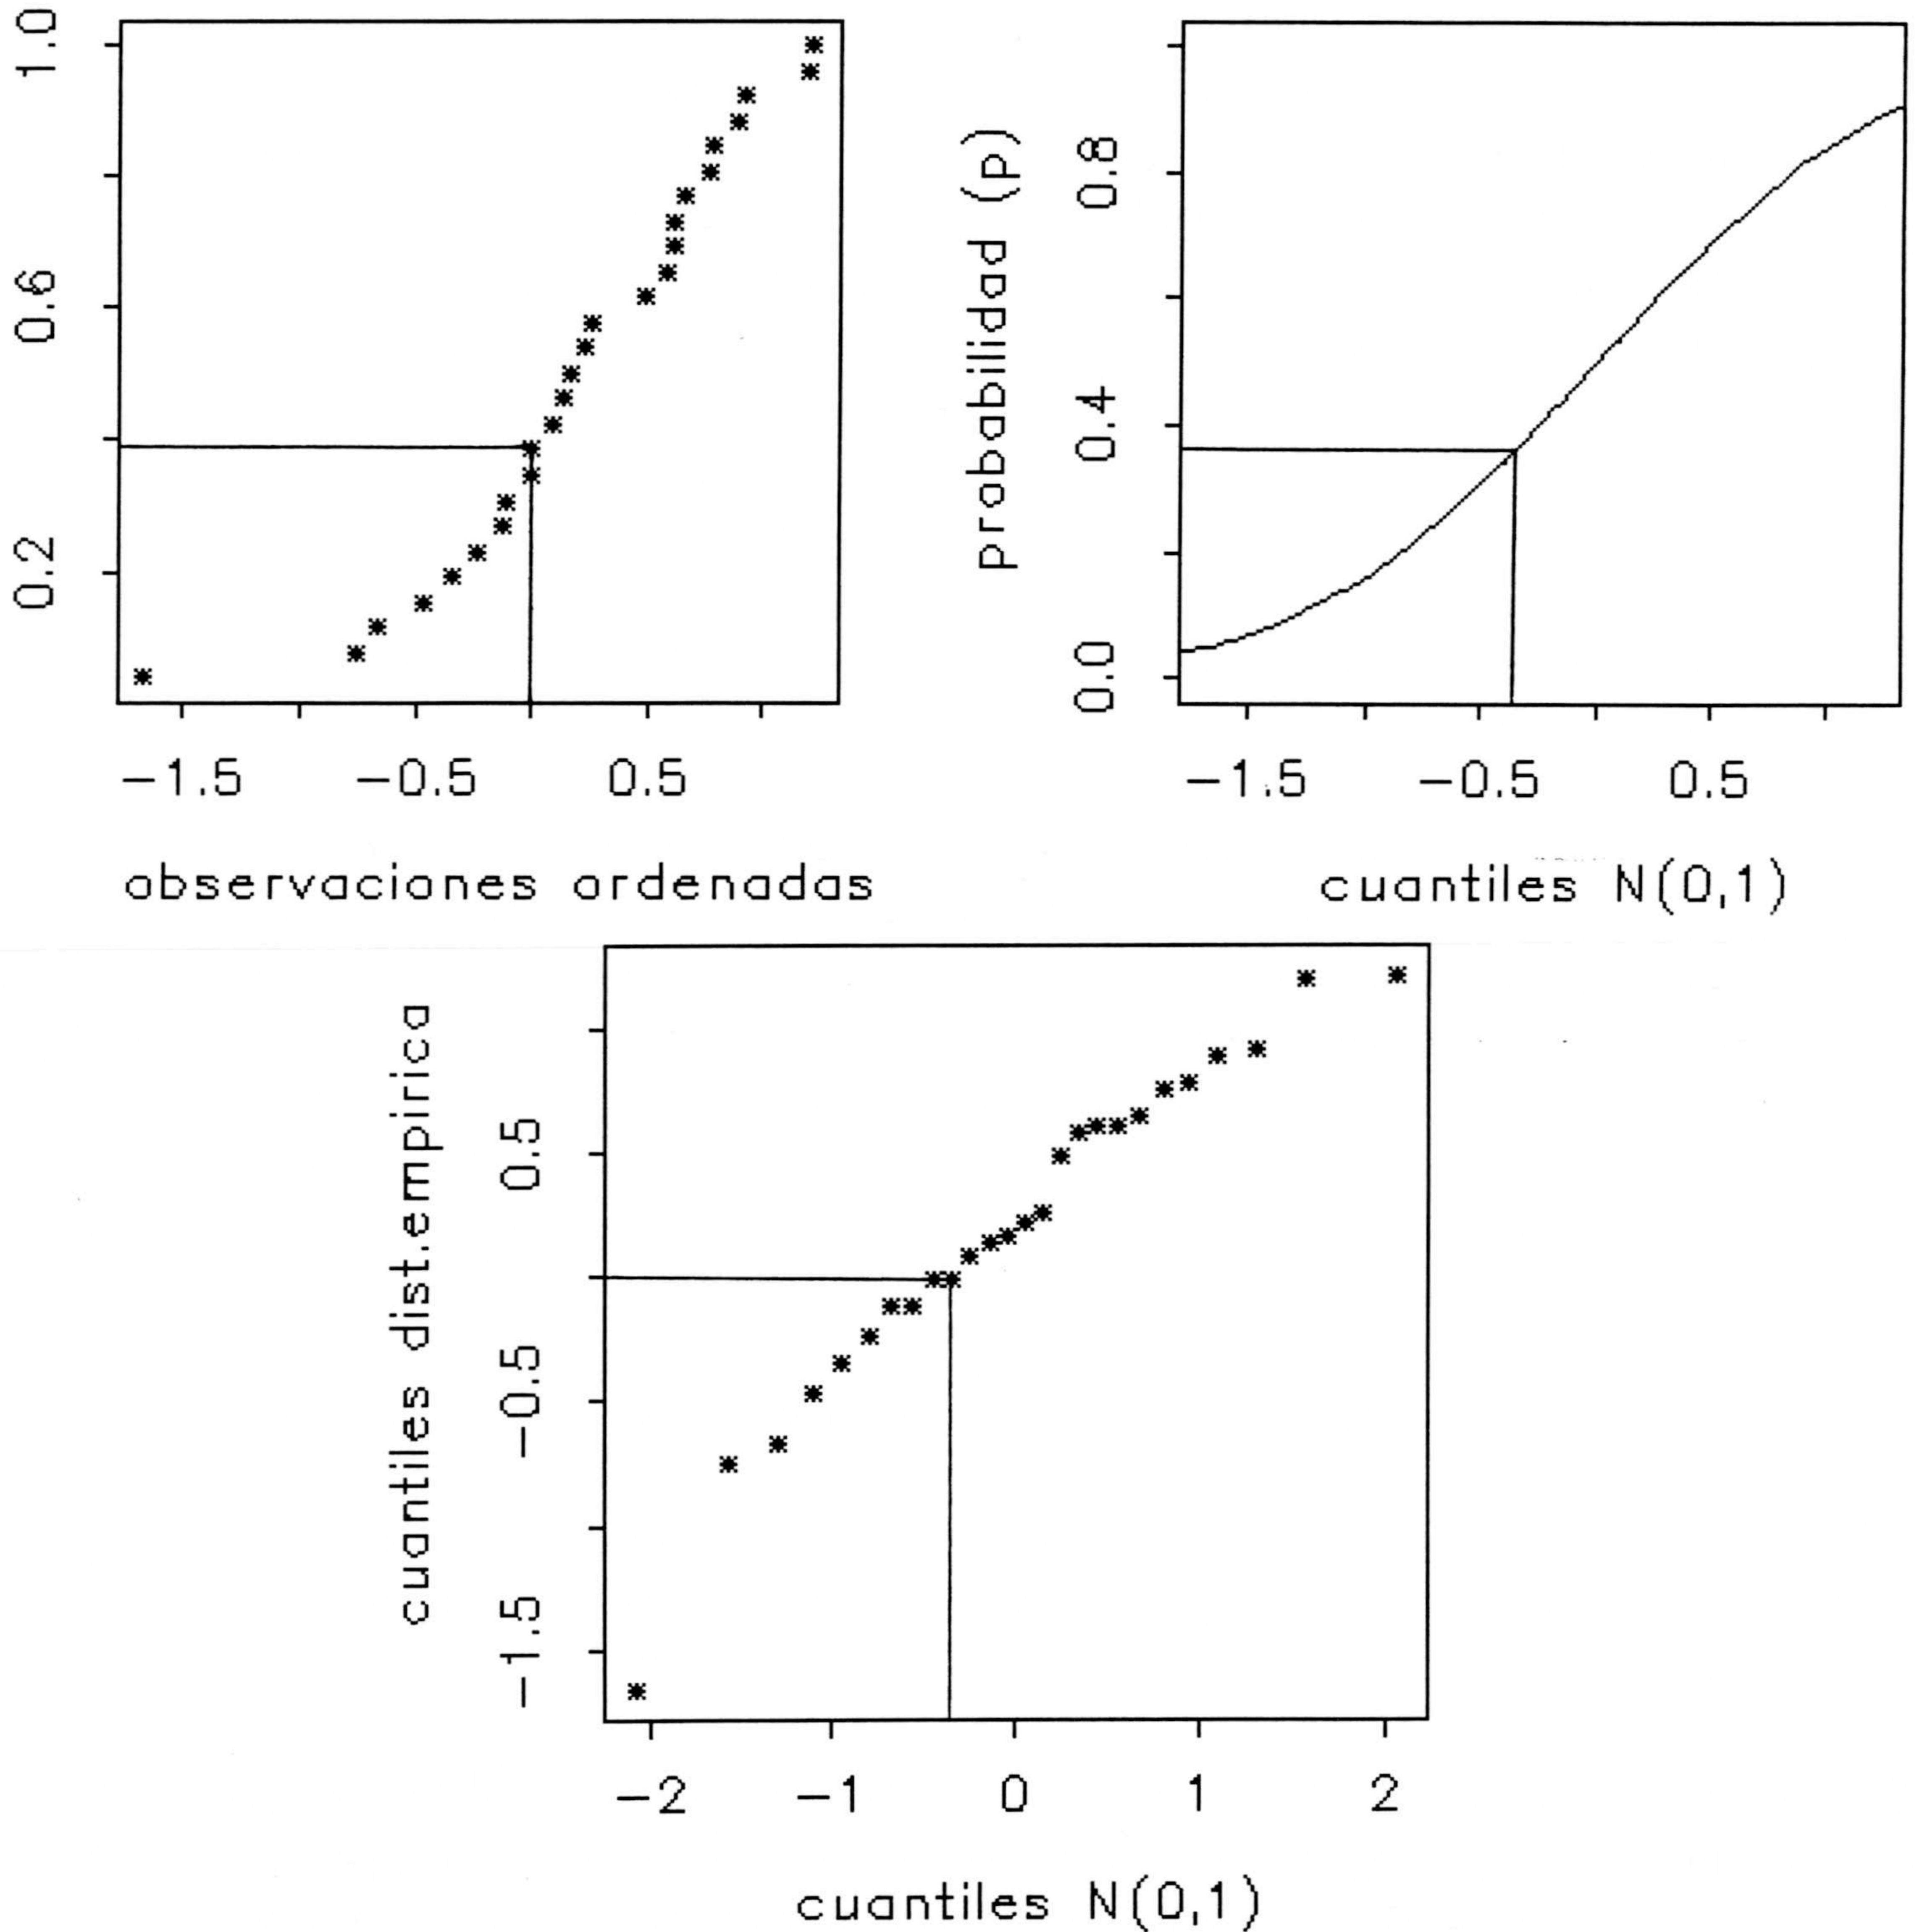 1.0
0.6
0.2
-1.5 -0.5 0.5
observaciones ordenadas
probabilidad (p)
0.8
0.4
0.0
-1.5 -0.5 0.5
cuantiles N(0,1)
cuantiles dist.empirica
0.5
-0.5
-1.5
-2 -1 0 1 2
cuantiles N(0,1)